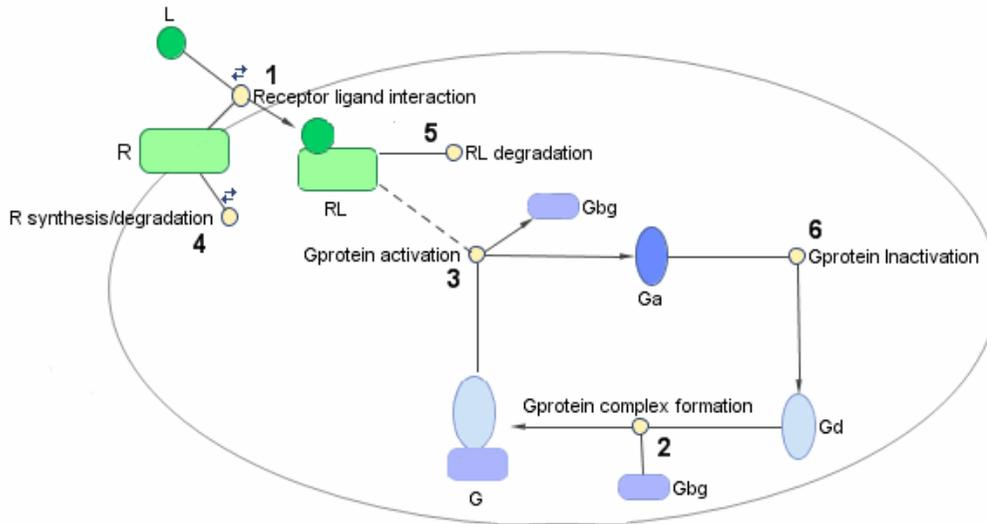 L
1
Receptor ligand interaction
R
5
RL degradation
RL
R synthesis/degradation
4
Gbg
Gprotein activation
3
Ga
6
Gprotein Inactivation
Gprotein complex formation
2
Gd
G
Gbg